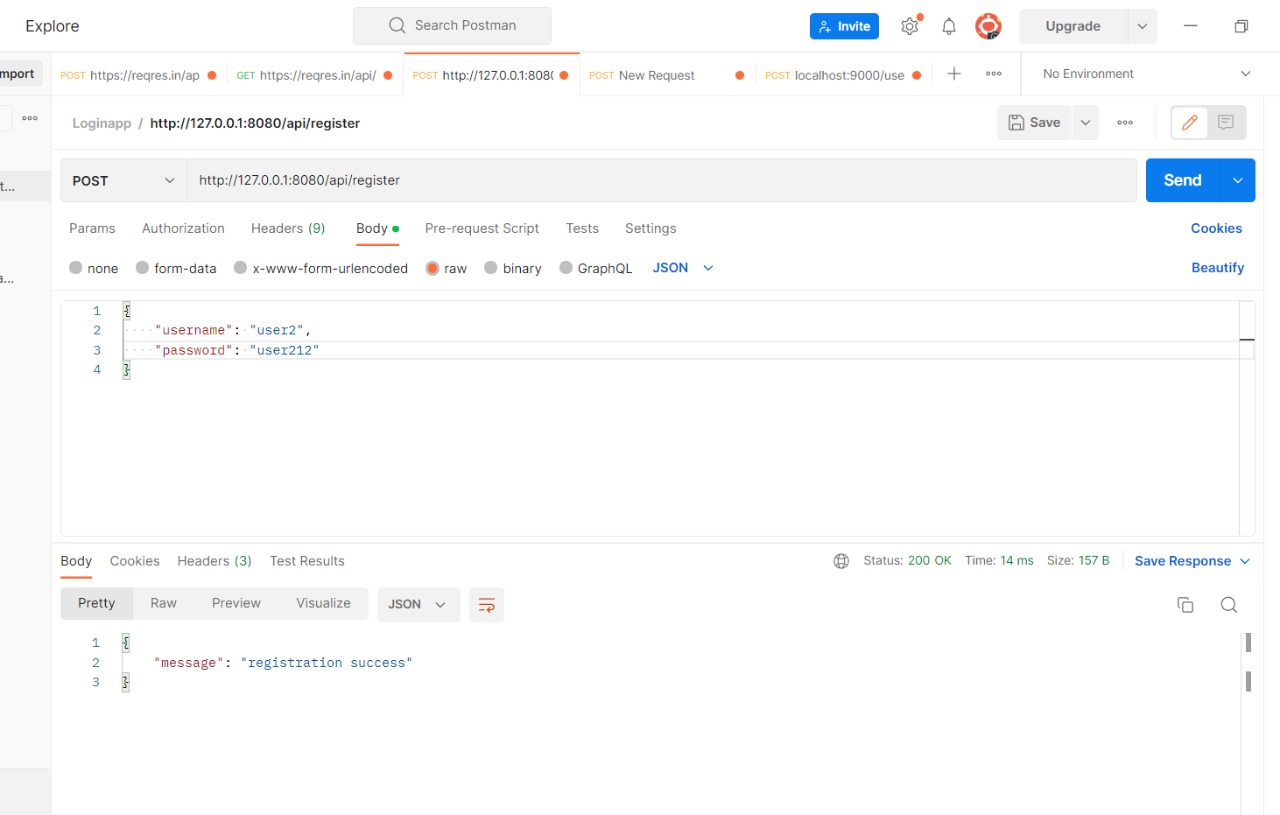 Explore
Search Postman
Invite
Upgrade
mport
POST https://reqres.in/ap
GET https://reqres.in/api/
POST http://127.0.0.1:808(
POST New Request
POST localhost:9000/use
No Environment
Loginapp / http://127.0.0.1:8080/api/register
Save
t...
POST
http://127.0.0.1:8080/api/register
Send
Params
Authorization
Headers (9)
Body
Pre-request Script
Tests
Settings
Cookies
none
form-data
x-www-form-urlencoded
raw
binary
GraphQL
JSON
Beautify
a...
1 {
2 "username": "user2",
3 "password": "user212"
4 }
Body
Cookies
Headers (3)
Test Results
Status: 200 OK
Time: 14 ms
Size: 157 B
Save Response
Pretty
Raw
Preview
Visualize
JSON
1 {
2 "message": "registration success"
3 }